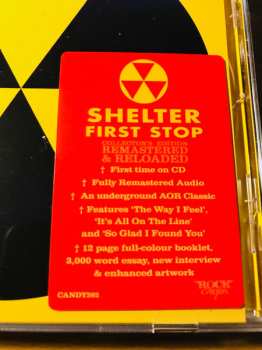 SHELTER
FIRST STOP
COLLECTOR'S EDITION
REMASTERED
& RELOADED
† First time on CD
† Fully Remastered Audio
† An underground AOR Classic
† Features 'The Way I Feel',
'It's All On The Line'
and 'So Glad I Found You'
† 12 page full-colour booklet,
3,000 word essay, new interview
& enhanced artwork
ROCK
Candy